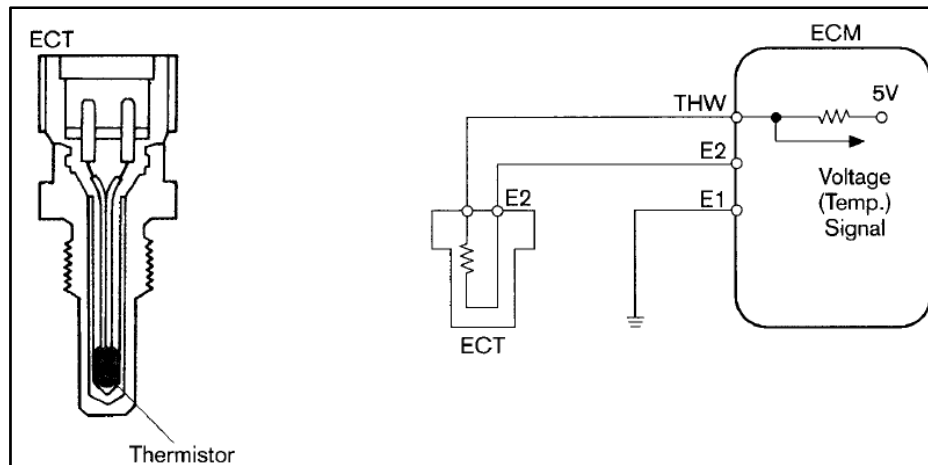 ECT
Thermistor
ECM
THW
5V
E2
E1
Voltage
(Temp.)
Signal
E2
ECT